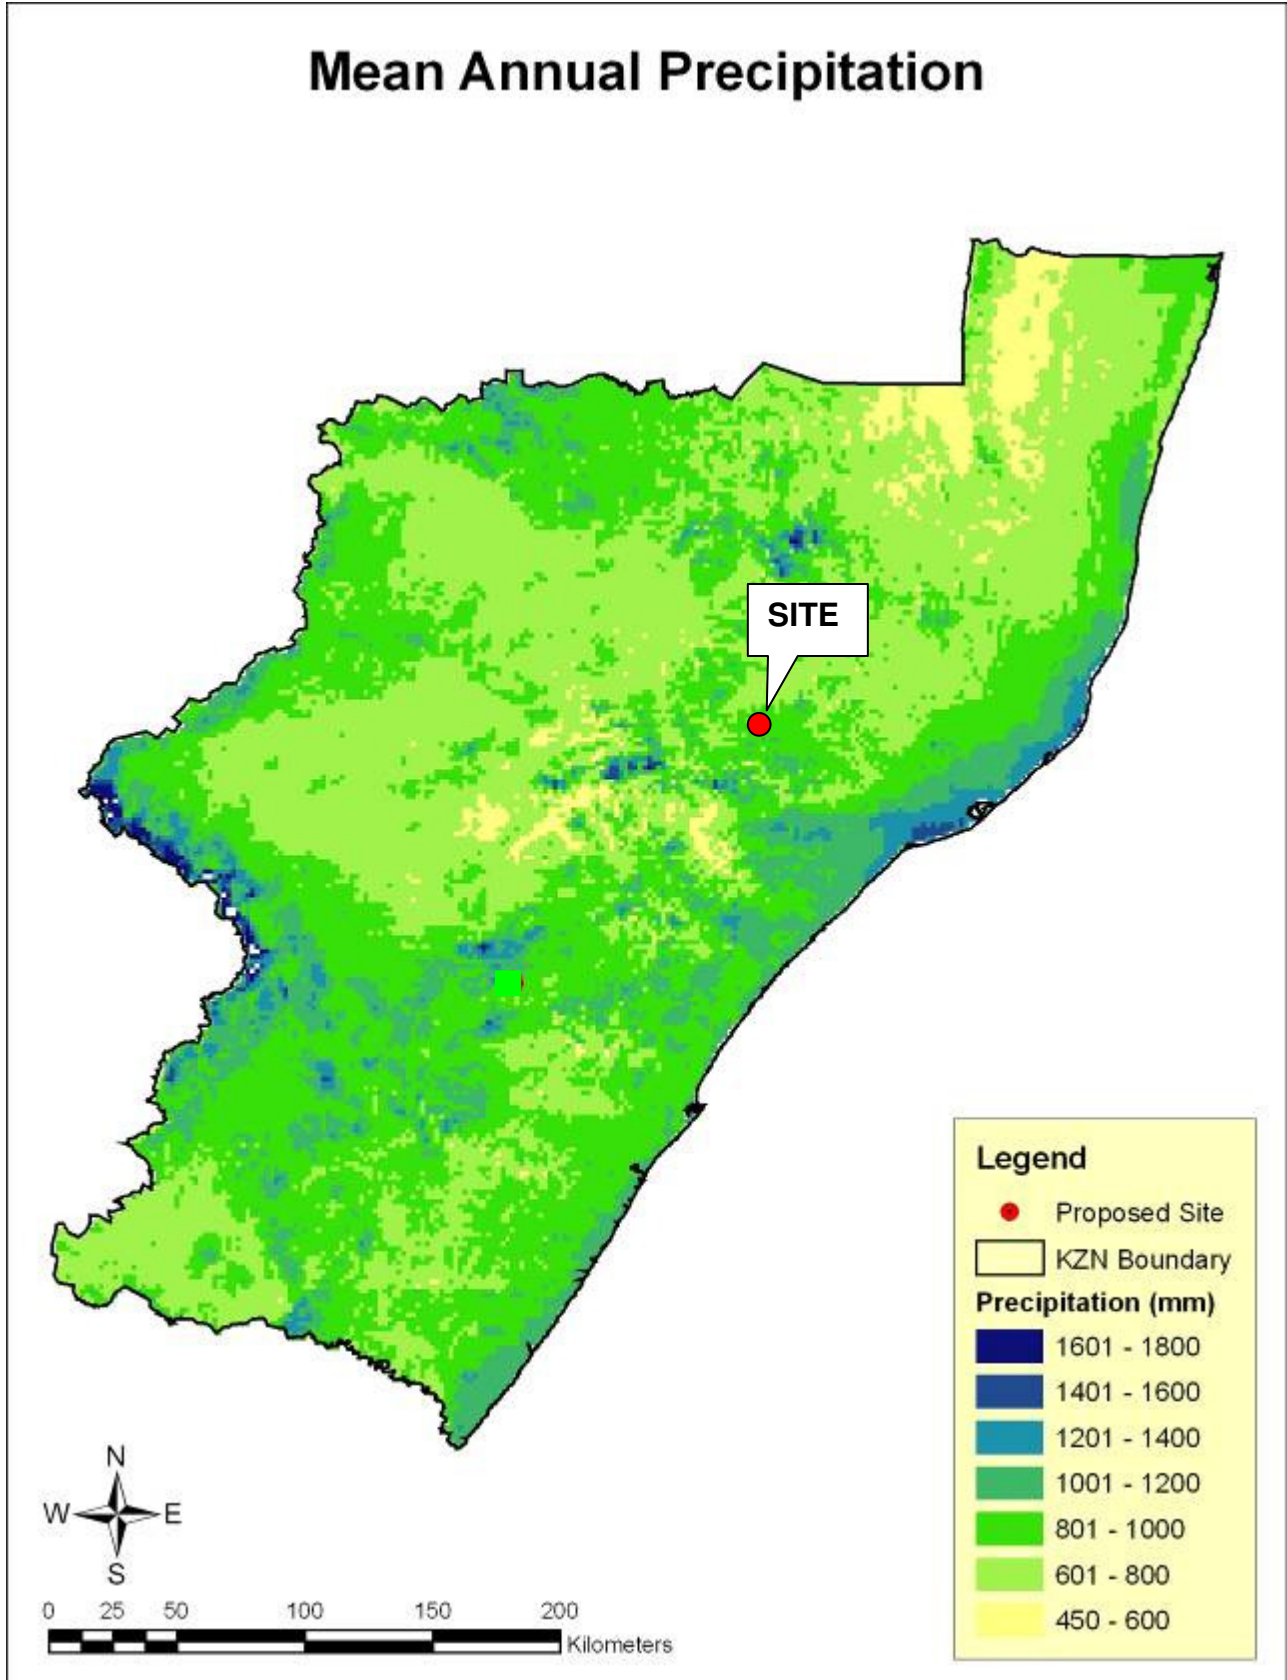 Mean Annual Precipitation
SITE
Legend
Proposed Site
KZN Boundary
Precipitation (mm)
1601 - 1800
1401 - 1600
1201 - 1400
1001 - 1200
801 - 1000
601 - 800
450 - 600
N
W E
S
0 25 50 100 150 200
Kilometers